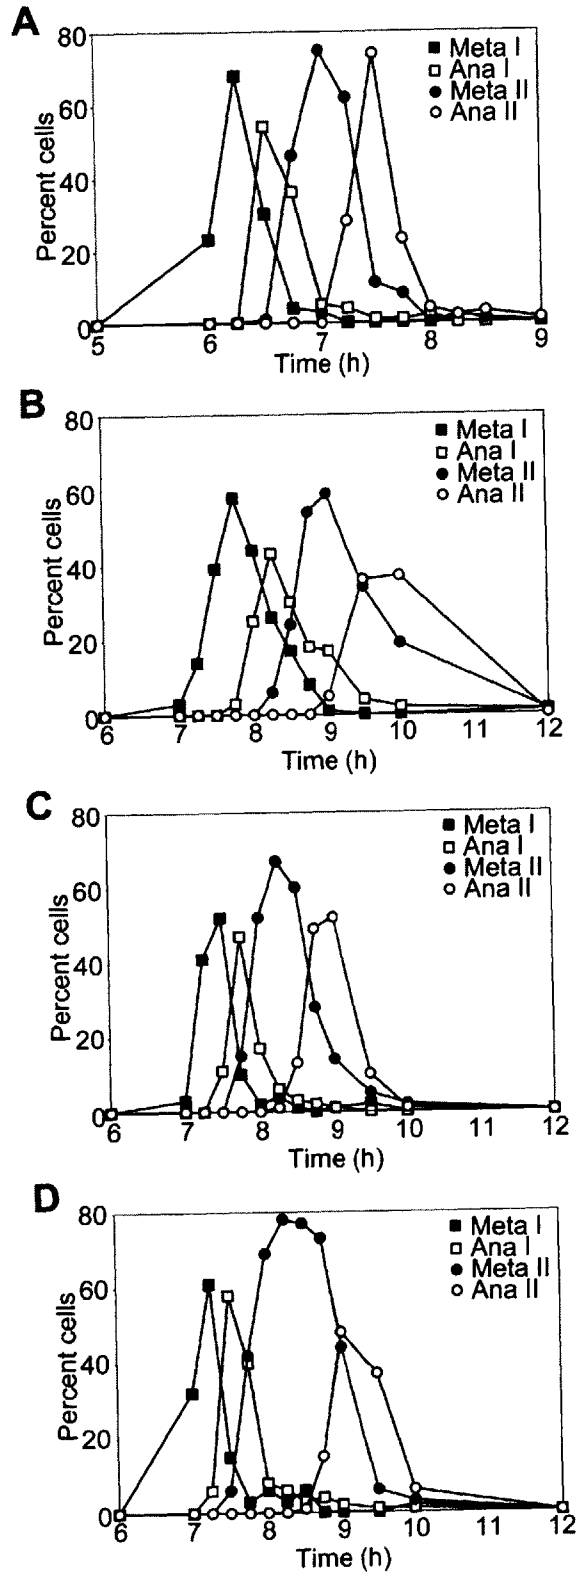 A
80
60
40
20
0
Percent cells
Meta I
Ana I
Meta II
Ana II
5 6 7 8 9
Time (h)
B
80
60
40
20
0
Percent cells
Meta I
Ana I
Meta II
Ana II
6 7 8 9 10 11 12
Time (h)
C
80
60
40
20
0
Percent cells
Meta I
Ana I
Meta II
Ana II
6 7 8 9 10 11 12
Time (h)
D
80
60
40
20
0
Percent cells
Meta I
Ana I
Meta II
Ana II
6 7 8 9 10 11 12
Time (h)